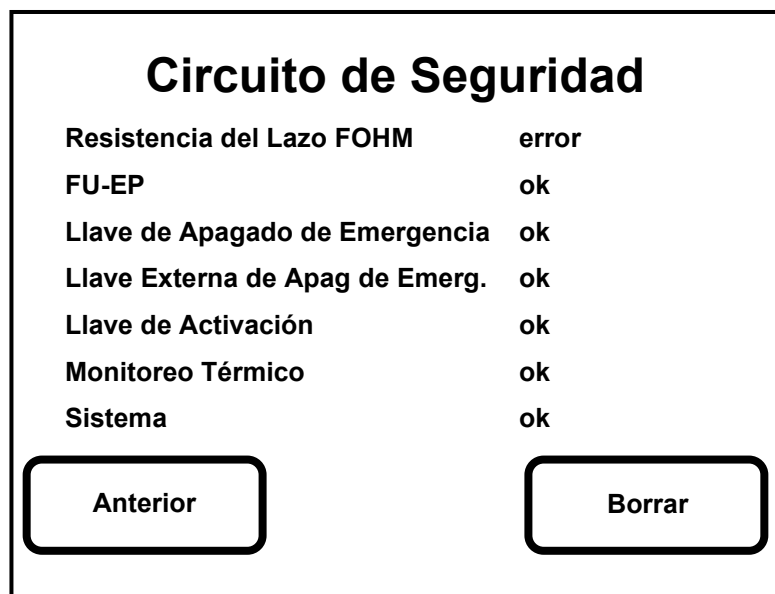 Circuito de Seguridad
Resistencia del Lazo FOHM error
FU-EP ok
Llave de Apagado de Emergencia ok
Llave Externa de Apag de Emerg. ok
Llave de Activación ok
Monitoreo Térmico ok
Sistema ok
Anterior Borrar